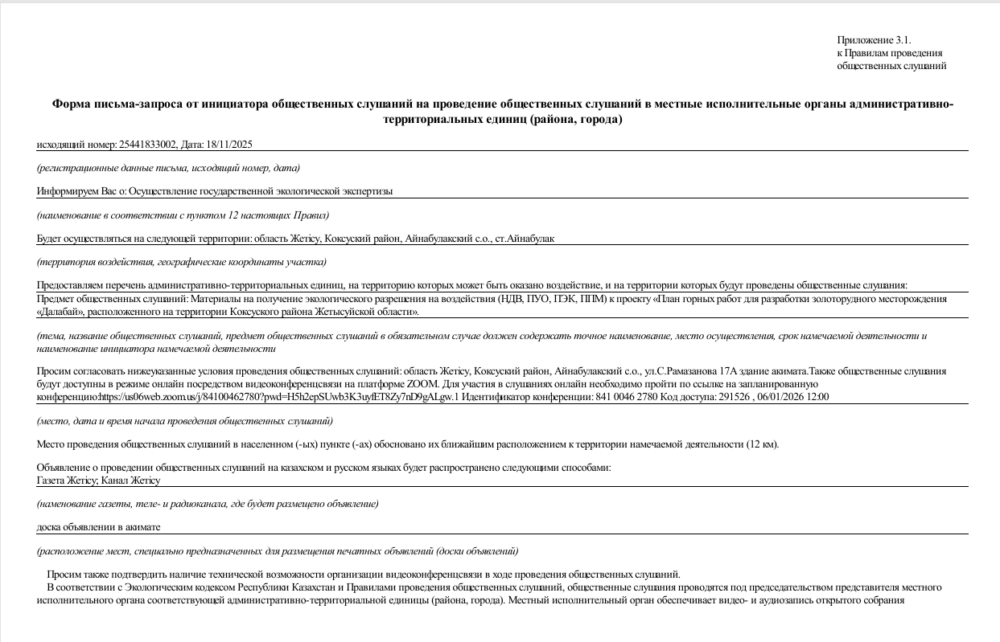 Приложение 3.1.
к Правилам проведения
общественных слушаний
Форма письма-запроса от инициатора общественных слушаний на проведение общественных слушаний в местные исполнительные органы административно-
территориальных единиц (района, города)
исходящий номер: 25441833002, Дата: 18/11/2025
(регистрационные данные письма, исходящий номер, дата)
Информируем Вас о: Осуществление государственной экологической экспертизы
(наименование в соответствии с пунктом 12 настоящих Правил)
Будет осуществляться на следующей территории: область Жетісу, Коксуский район, Айнабулакский с.о., ст.Айнабулак
(территория воздействия, географические координаты участка)
Предоставляем перечень административно-территориальных единиц, на территорию которых может быть оказано воздействие, и на территории которых будут проведены общественные слушания:
Предмет общественных слушаний: Материалы на получение экологического разрешения на воздействия (НДВ, ПУО, ПЭК, ППМ) к проекту «План горных работ для разработки золоторудного месторождения
«Далабай», расположенного на территории Коксуского района Жетысуйской области».
(тема, название общественных слушаний, предмет общественных слушаний в обязательном случае должен содержать точное наименование, место осуществления, срок намечаемой деятельности и
наименование инициатора намечаемой деятельности
Просим согласовать нижеуказанные условия проведения общественных слушаний: область Жетісу, Коксуский район, Айнабулакский с.о., ул.С.Рамазанова 17А здание акимата.Также общественные слушания
будут доступны в режиме онлайн посредством видеоконференцсвязи на платформе ZOOM. Для участия в слушаниях онлайн необходимо пройти по ссылке на запланированную
конференцию:https://us06web.zoom.us/j/84100462780?pwd=H5h2epSUwb3K3uyfET8Zy7nD9gALgw.1 Идентификатор конференции: 841 0046 2780 Код доступа: 291526 , 06/01/2026 12:00
(место, дата и время начала проведения общественных слушаний)
Место проведения общественных слушаний в населенном (-ых) пункте (-ах) обосновано их ближайшим расположением к территории намечаемой деятельности (12 км).
Объявление о проведении общественных слушаний на казахском и русском языках будет распространено следующими способами:
Газета Жетісу; Канал Жетісу
(наменование газеты, теле- и радиоканала, где будет размещено объявление)
доска объявлении в акимате
(расположение мест, специально предназначенных для размещения печатных объявлений (доски объявлений)
Просим также подтвердить наличие технической возможности организации видеоконференцсвязи в ходе проведения общественных слушаний.
В соответствии с Экологическим кодексом Республики Казахстан и Правилами проведения общественных слушаний, общественные слушания проводятся под председательством представителя местного
исполнительного органа соответствующей административно-территориальной единицы (района, города). Местный исполнительный орган обеспечивает видео- и аудиозапись открытого собрания